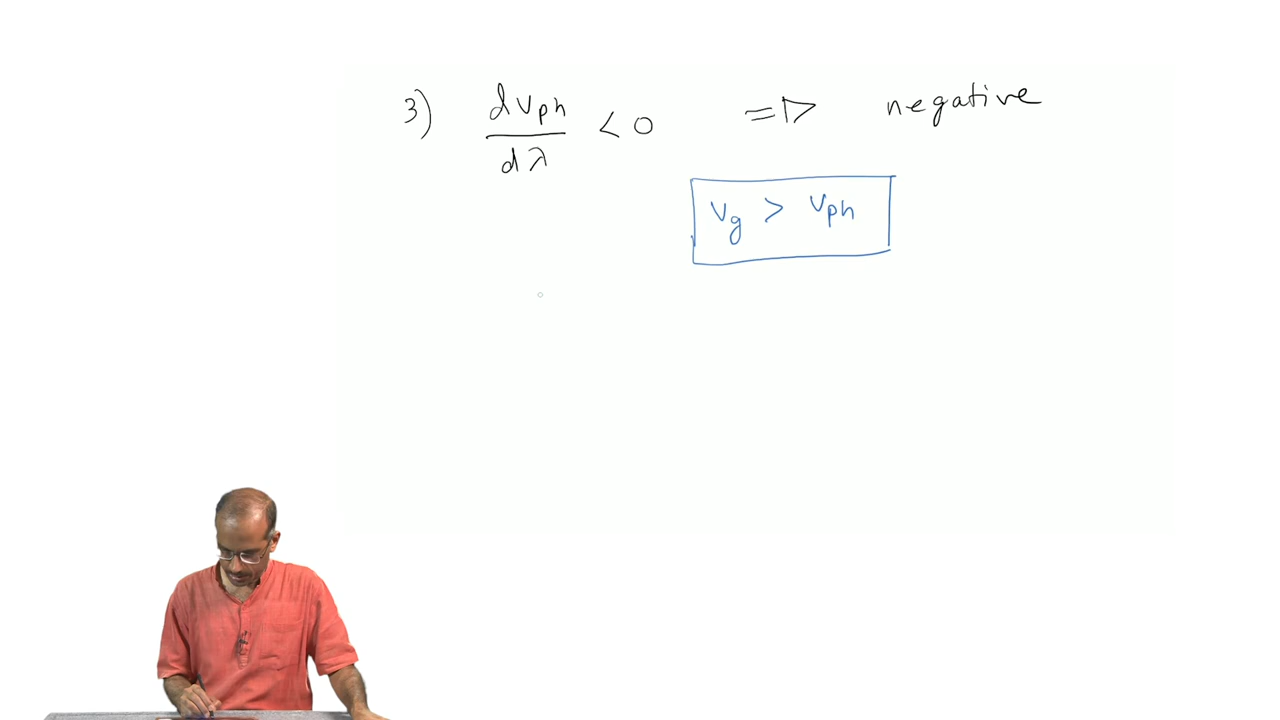 3) dv_ph/dλ < 0 ⇒ negative
v_g > v_ph